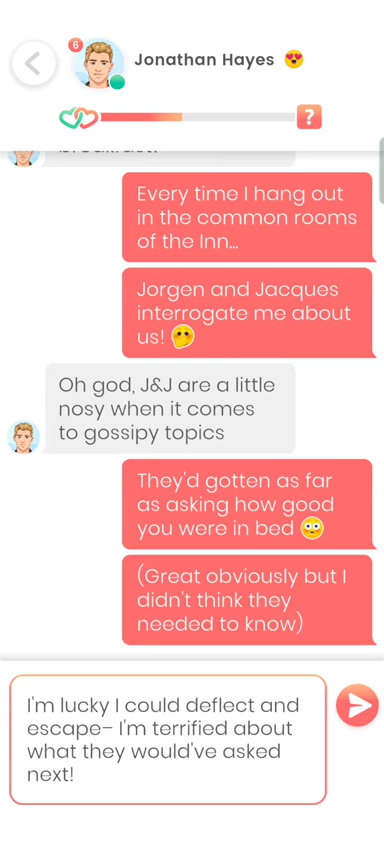 6
Jonathan Hayes
?
Every time I hang out
in the common rooms
of the Inn...
Jorgen and Jacques
interrogate me about
us!
Oh god, J&J are a little
nosy when it comes
to gossipy topics
They'd gotten as far
as asking how good
you were in bed
(Great obviously but I
didn't think they
needed to know)
I'm lucky I could deflect and
escape– I'm terrified about
what they would've asked
next!